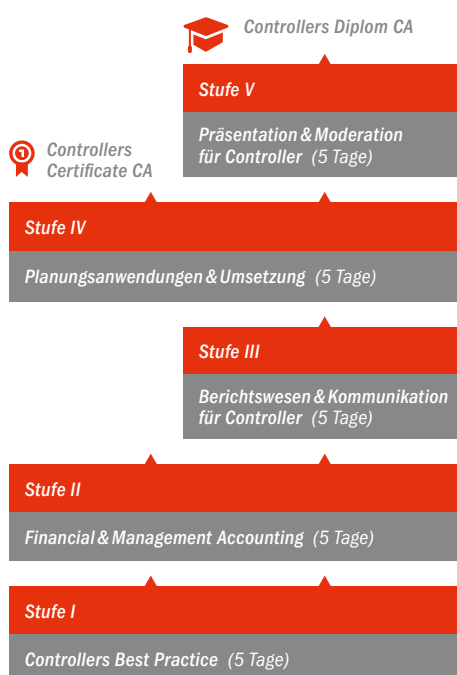 Controllers Diplom CA
Stufe V
Präsentation & Moderation
für Controller (5 Tage)
Controllers
Certificate CA
Stufe IV
Planungsanwendungen & Umsetzung (5 Tage)
Stufe III
Berichtswesen & Kommunikation
für Controller (5 Tage)
Stufe II
Financial & Management Accounting (5 Tage)
Stufe I
Controllers Best Practice (5 Tage)